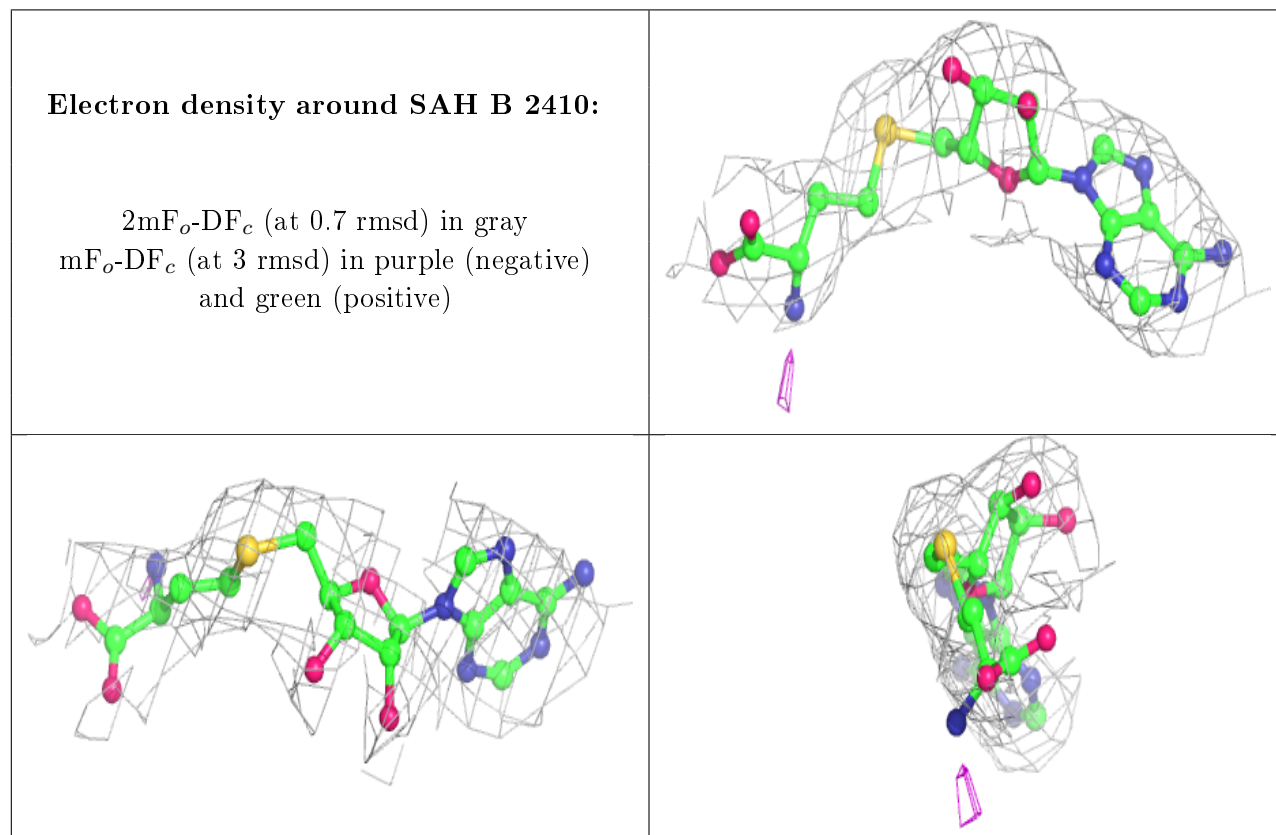 Electron density around SAH B 2410:
2mFo-DFc (at 0.7 rmsd) in gray
mFo-DFc (at 3 rmsd) in purple (negative)
and green (positive)